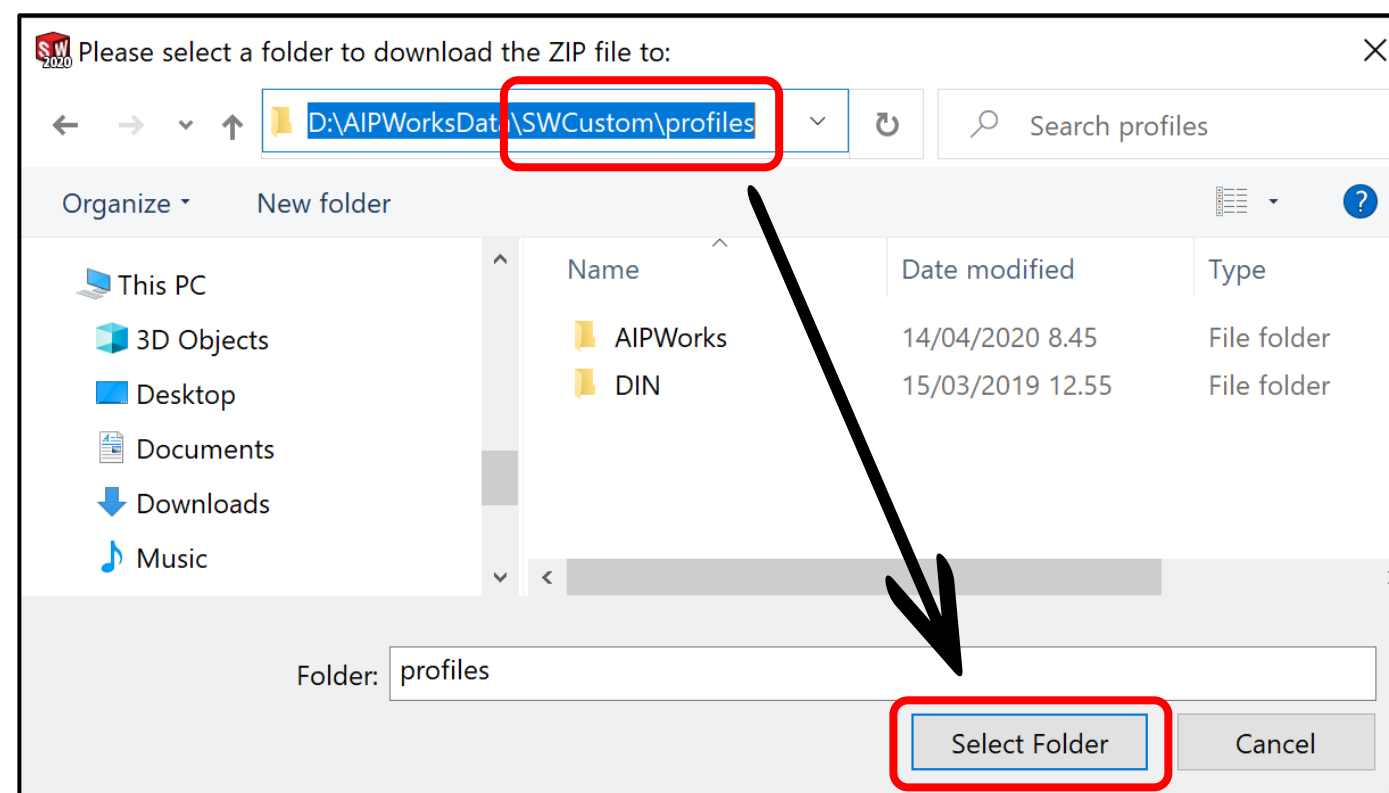 SW 2020 Please select a folder to download the ZIP file to:
D:\AIPWorksData\SWCustom\profiles Search profiles
Organize New folder ?
Name Date modified Type
This PC
3D Objects
AIPWorks 14/04/2020 8.45 File folder
Desktop
DIN 15/03/2019 12.55 File folder
Documents
Downloads
Music
Folder: profiles
Select Folder Cancel